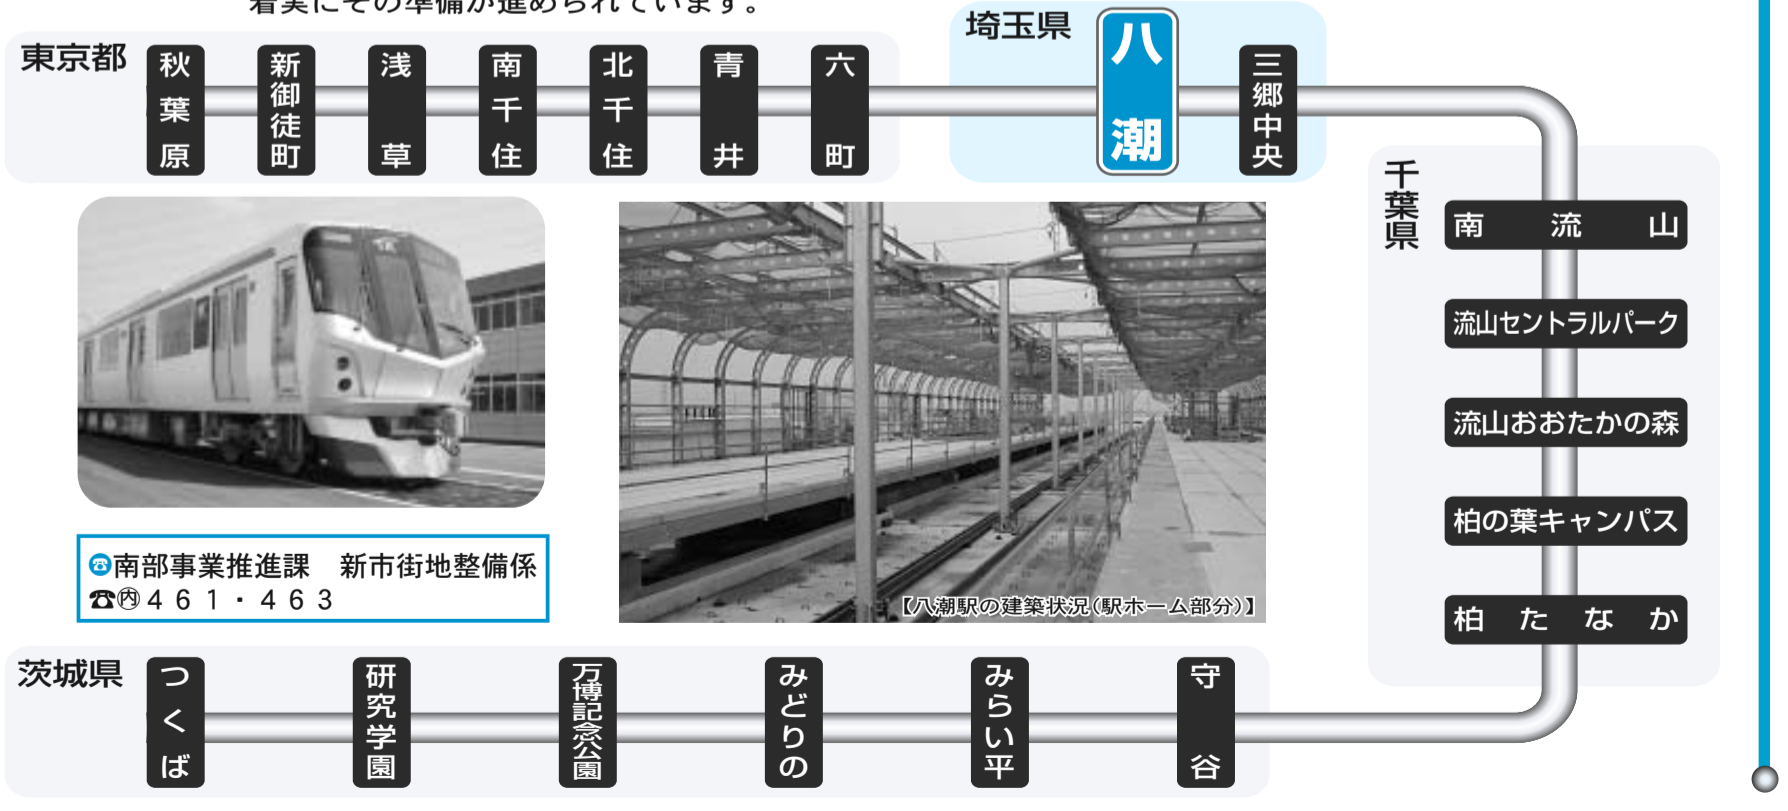 着実にその準備が進められています。
東京都
秋葉原
新御徒町
浅草
南千住
北千住
青井
六町
埼玉県
八潮
三郷中央
千葉県
南流山
流山セントラルパーク
流山おおたかの森
柏の葉キャンパス
柏たなか
【八潮駅の建築状況（駅ホーム部分）】
☎南部事業推進課　新市街地整備係
☎㊅461・463
茨城県
つくば
研究学園
万博記念公園
みどりの
みらい平
守谷